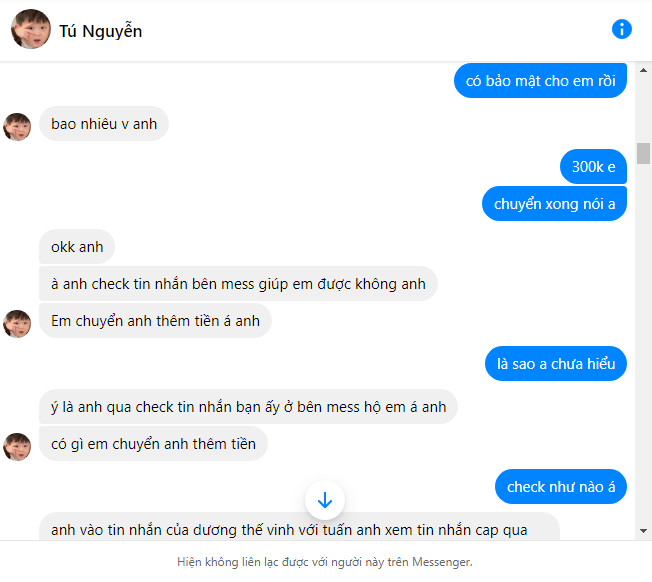 Tú Nguyễn
có bảo mật cho em rồi
bao nhiêu v anh
300k e
chuyển xong nói a
okk anh
à anh check tin nhắn bên mess giúp em được không anh
Em chuyển anh thêm tiền á anh
là sao a chưa hiểu
ý là anh qua check tin nhắn bạn ấy ở bên mess hộ em á anh
có gì em chuyển anh thêm tiền
check như nào á
anh vào tin nhắn của dương thế vinh với tuấn anh xem tin nhắn cap qua
Hiện không liên lạc được với người này trên Messenger.